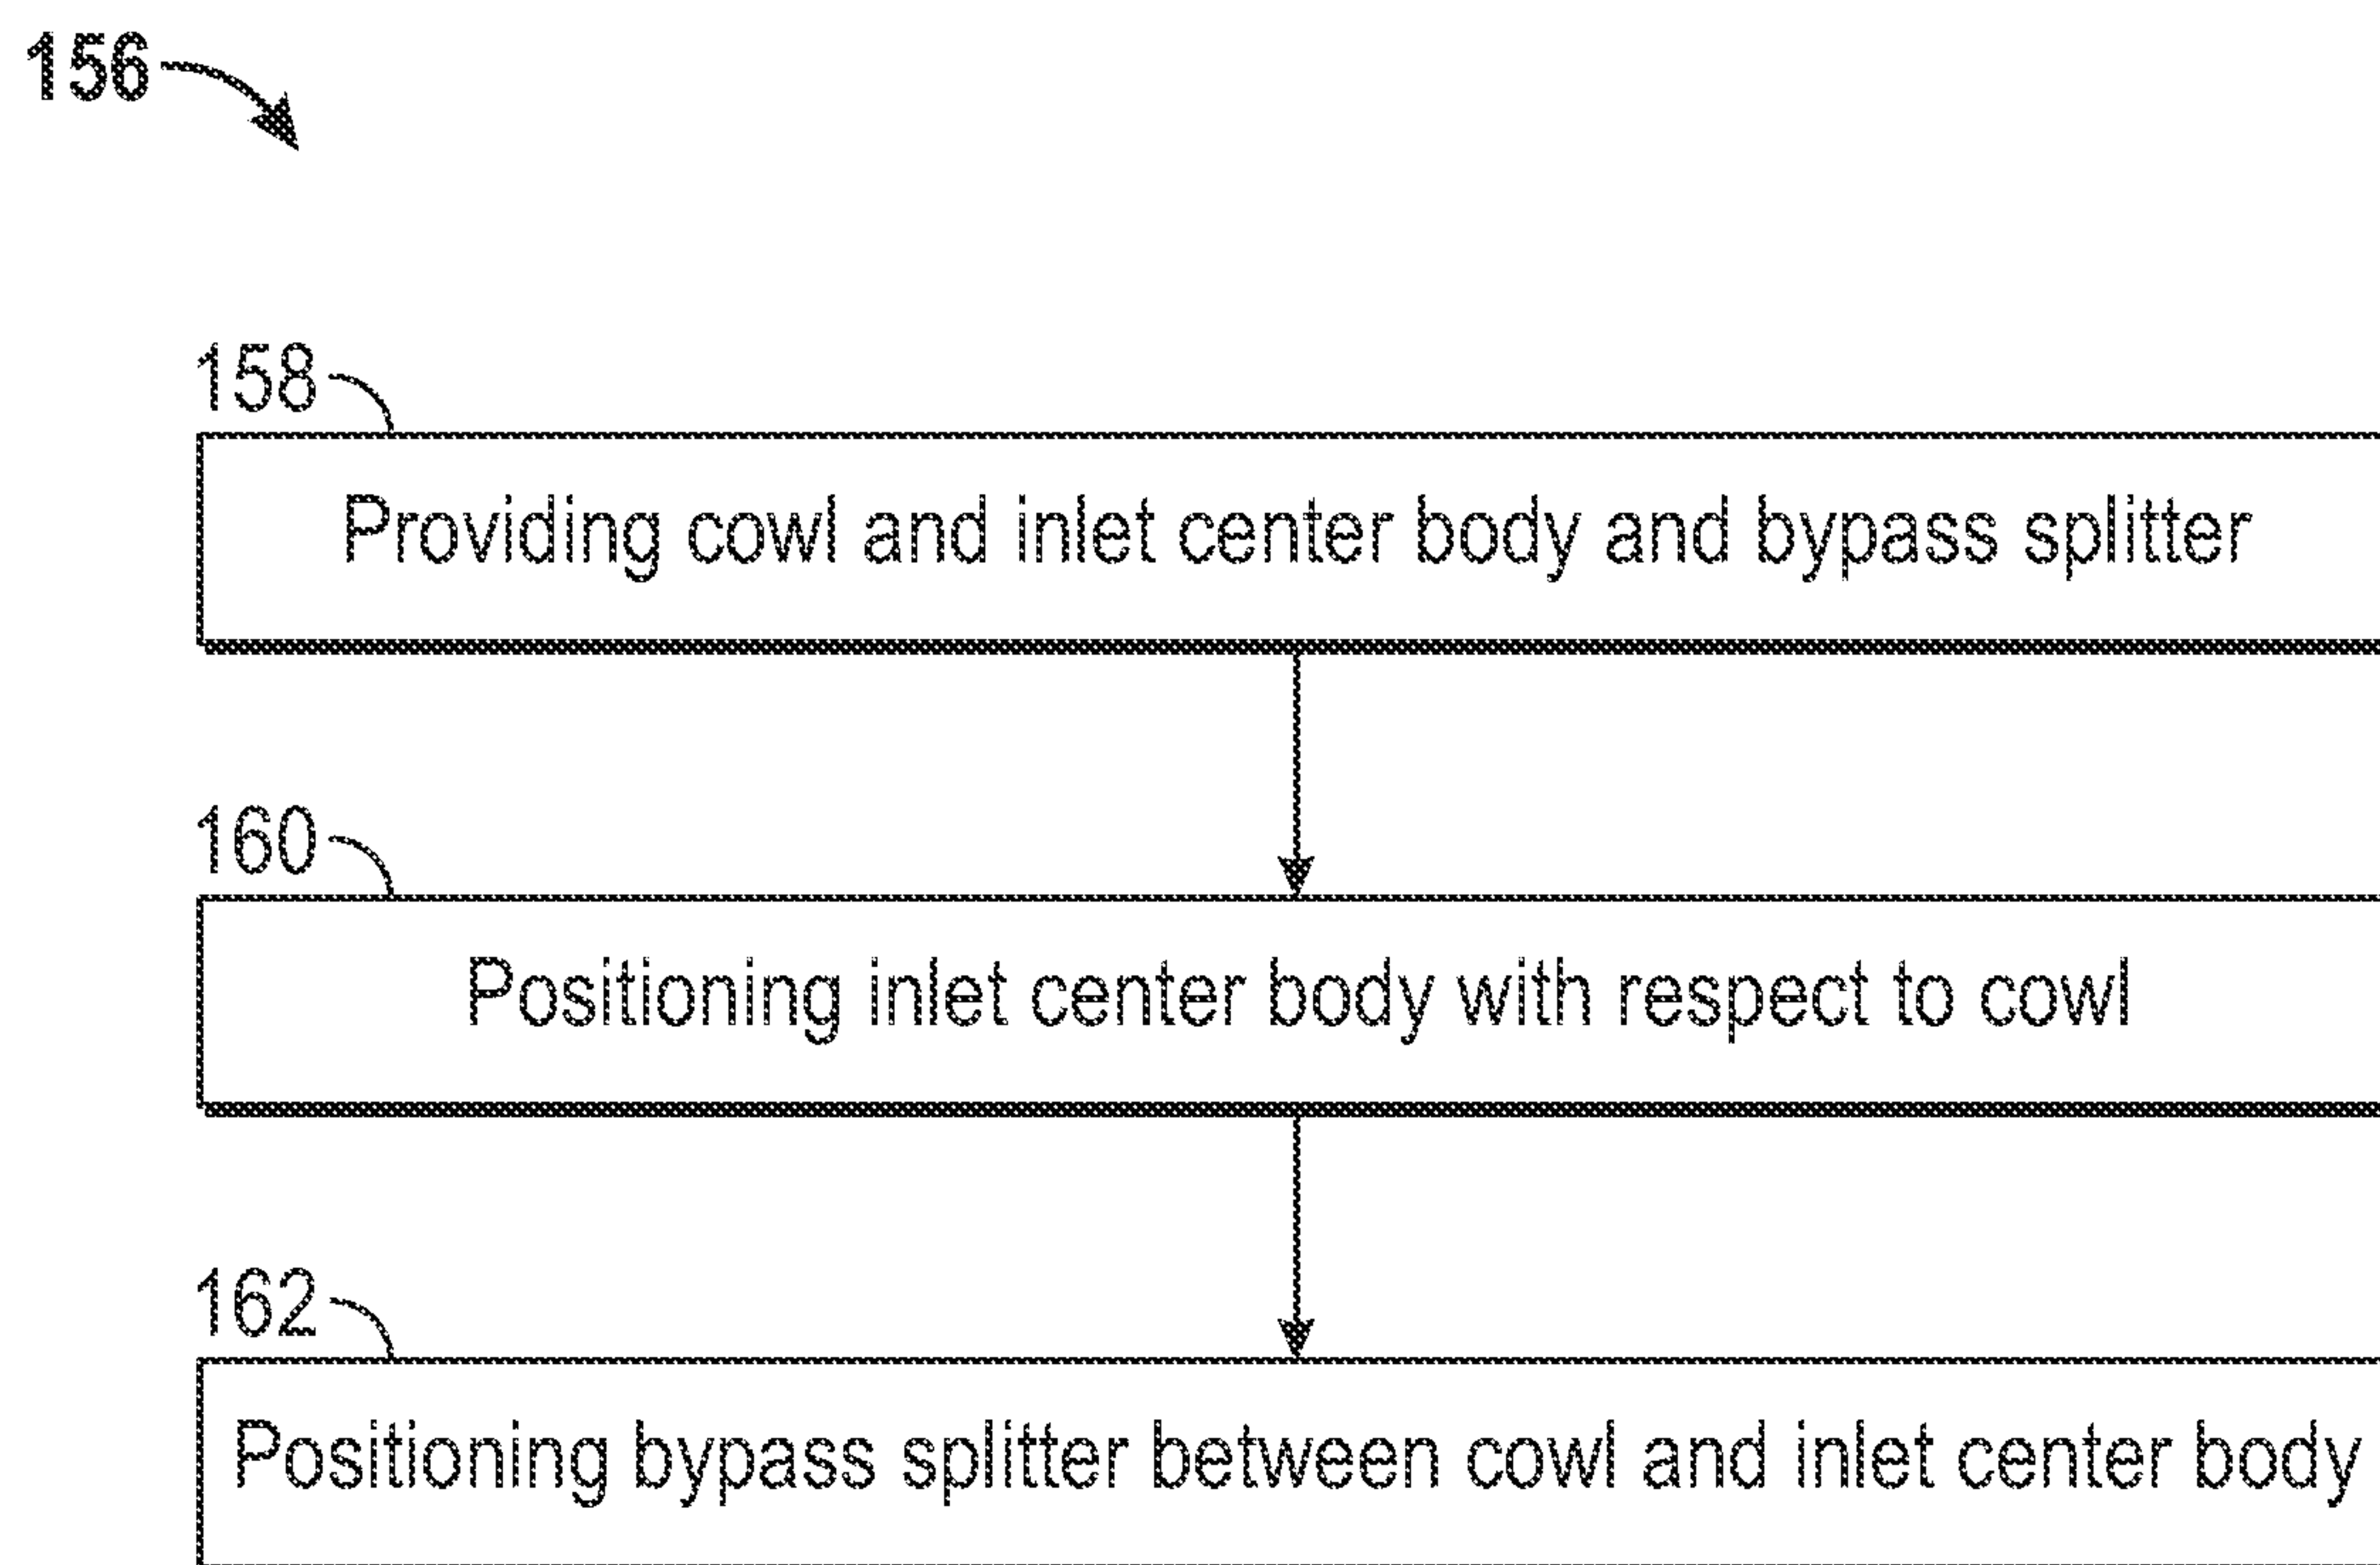 156
158
Providing cowl and inlet center body and bypass splitter
160
Positioning inlet center body with respect to cowl
162
Positioning bypass splitter between cowl and inlet center body